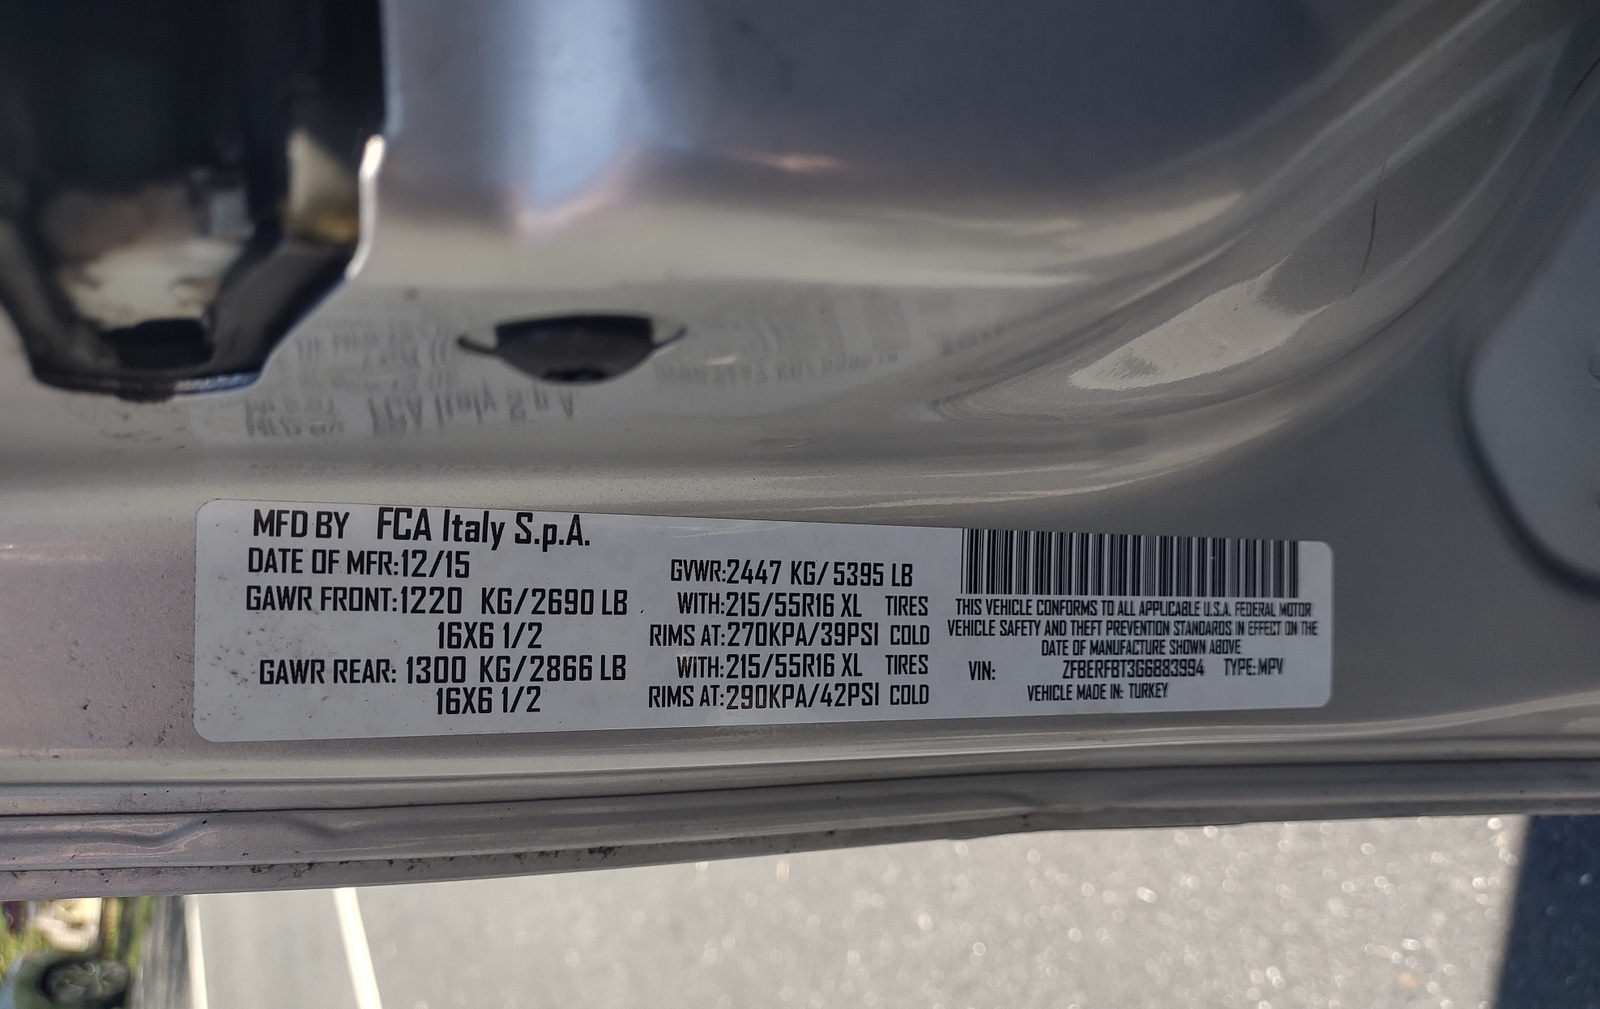 MFD BY FCA Italy S.p.A.
DATE OF MFR:12/15
GAWR FRONT:1220 KG/2690 LB
16X6 1/2
GAWR REAR: 1300 KG/2866 LB
16X6 1/2
GVWR:2447 KG/5395 LB
WITH:215/55R16 XL TIRES
RIMS AT:270KPA/39PSI COLD
WITH:215/55R16 XL TIRES
RIMS AT:290KPA/42PSI COLD
THIS VEHICLE CONFORMS TO ALL APPLICABLE U.S.A. FEDERAL MOTOR
VEHICLE SAFETY AND THEFT PREVENTION STANDARDS IN EFFECT ON THE
DATE OF MANUFACTURE SHOWN ABOVE
VIN: ZFBERFBT3G6883994 TYPE:MPV
VEHICLE MADE IN: TURKEY